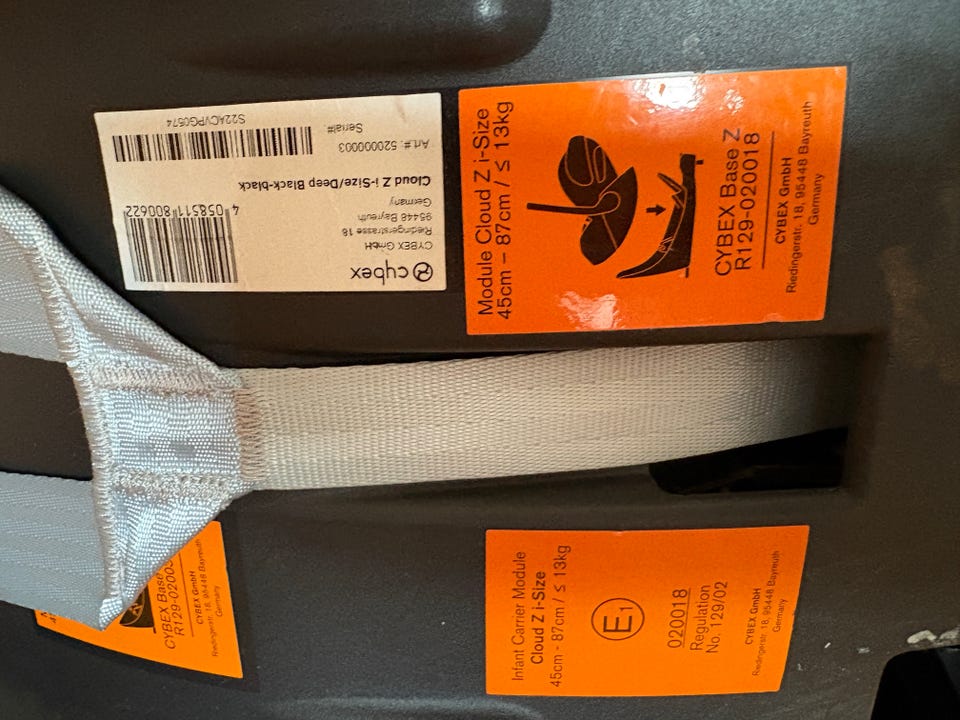 cybex
CYBEX GmbH
Riedingerstrasse 18
95448 Bayreuth
Germany
4 058511 800622
Cloud Z i-Size/Deep Black-black
Art.# 520000003
Serial#.
S22ACVPG0574
Module Cloud Z i-Size
45cm – 87cm / ≤ 13kg
CYBEX Base Z
R129-020018
CYBEX GmbH
Riedingerstr. 18, 95448 Bayreuth
Germany
CYBEX Base
CYBEX GmbH
Riedingerstr. 18, 95448 Bayreuth
Germany
Infant Carrier Module
Cloud Z i-Size
45cm - 87cm / ≤ 13kg
E1
020018
Regulation
No. 129/02
CYBEX GmbH
Riedingerstr. 18, 95448 Bayreuth
Germany